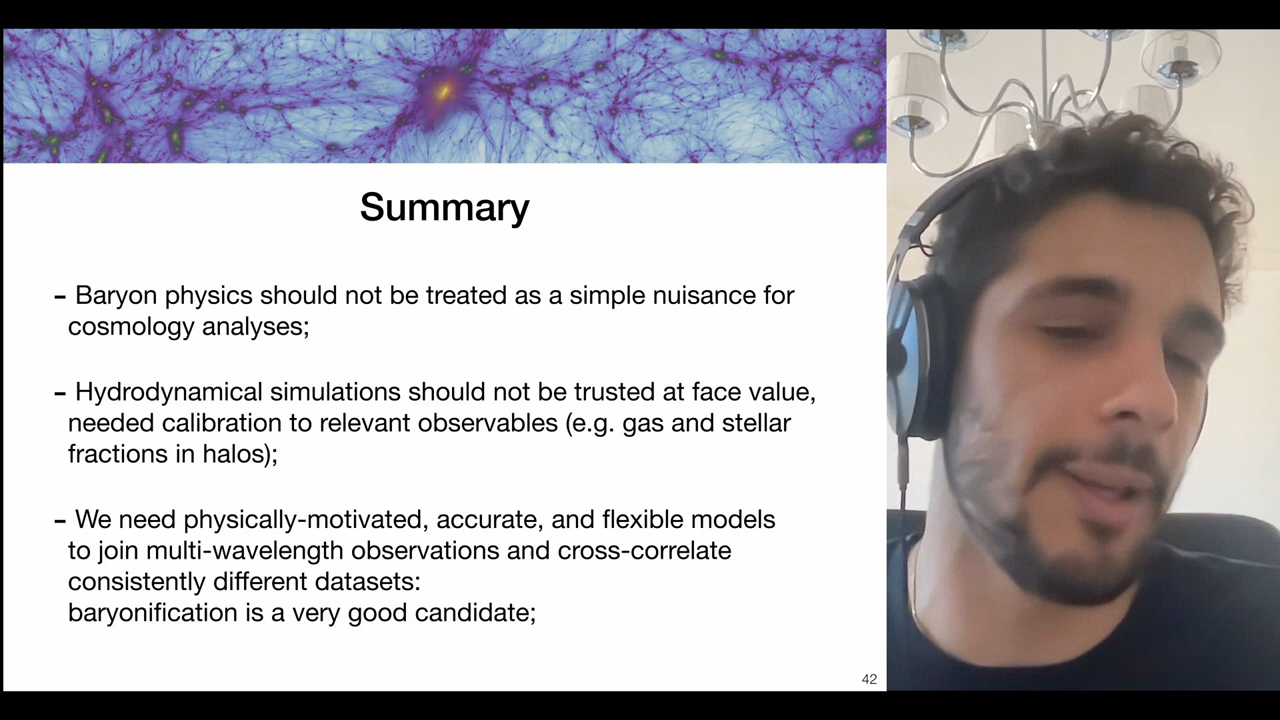 Summary
- Baryon physics should not be treated as a simple nuisance for
cosmology analyses;
- Hydrodynamical simulations should not be trusted at face value,
needed calibration to relevant observables (e.g. gas and stellar
fractions in halos);
- We need physically-motivated, accurate, and flexible models
to join multi-wavelength observations and cross-correlate
consistently different datasets:
baryonification is a very good candidate;
42